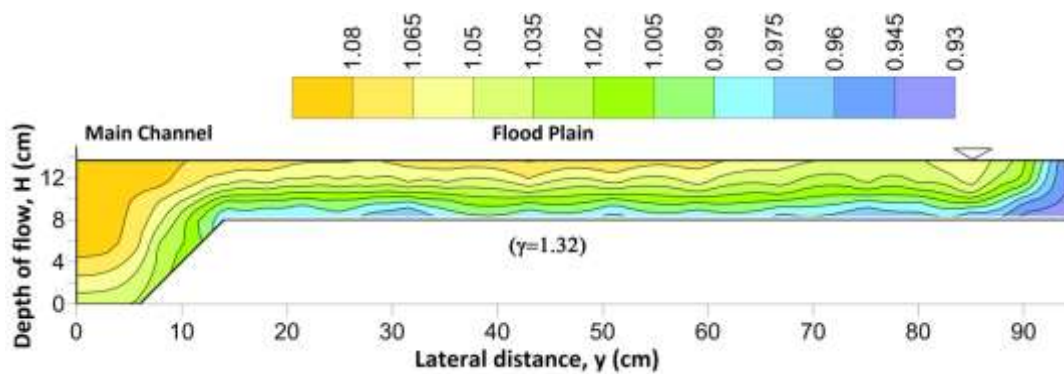 1.08 1.065 1.05 1.035 1.02 1.005 0.99 0.975 0.96 0.945 0.93
Main Channel Flood Plain
Depth of flow, H (cm)
12
8
4
0
(γ=1.32)
0 10 20 30 40 50 60 70 80 90
Lateral distance, y (cm)